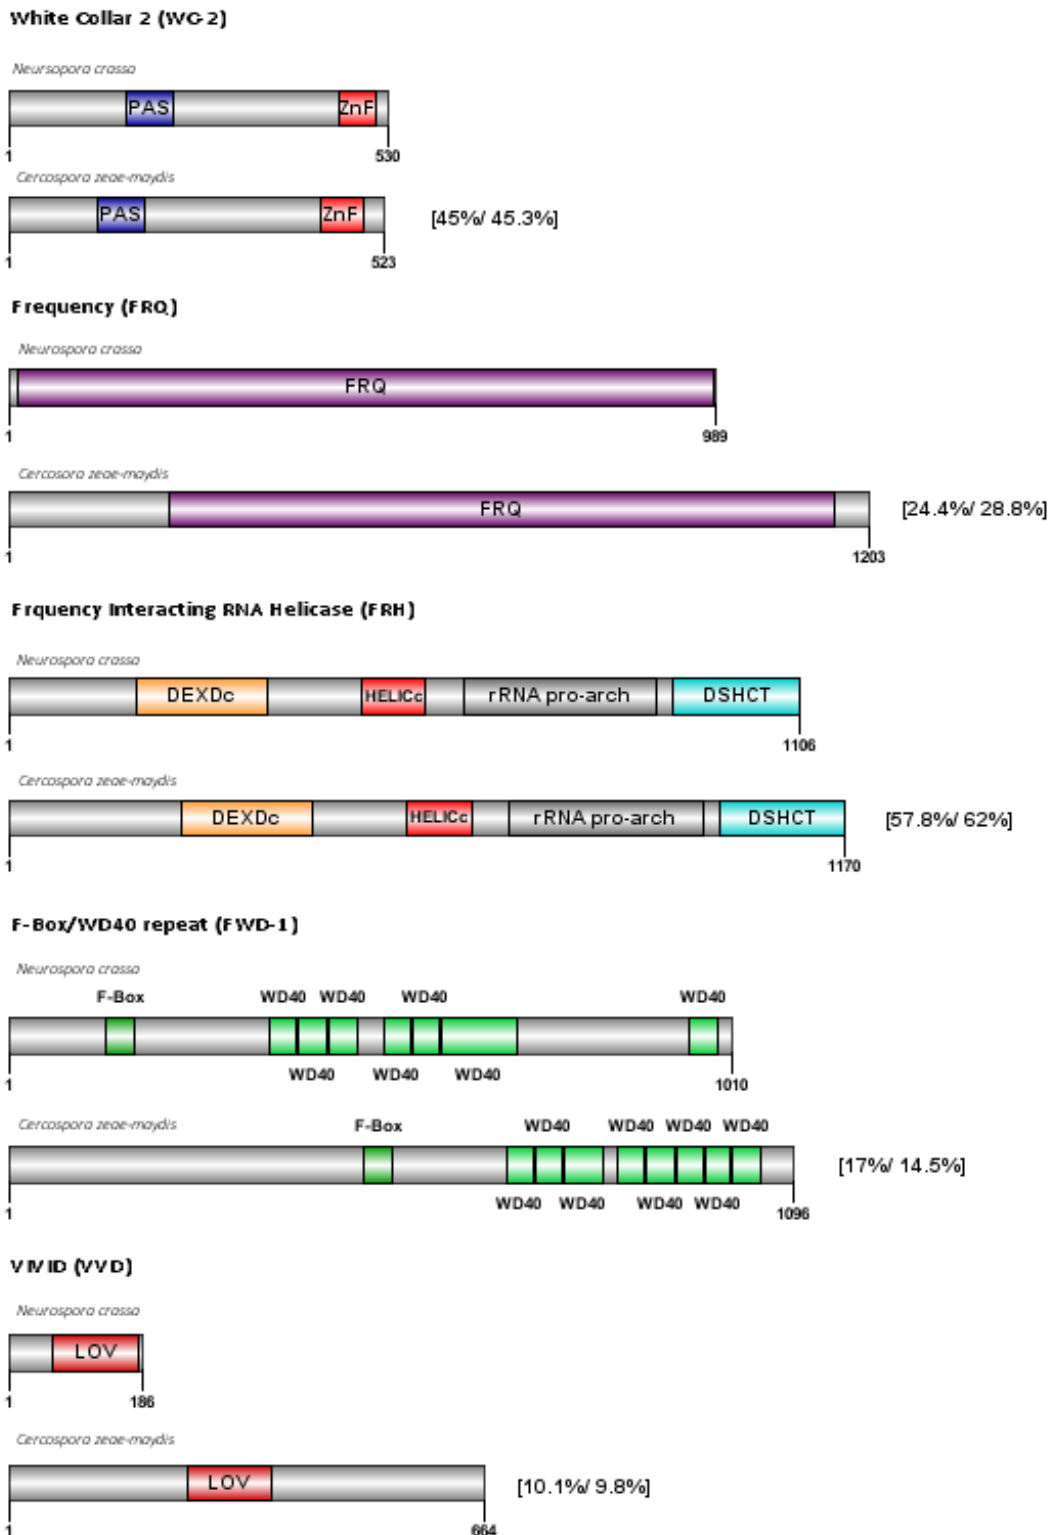 White Collar 2 (WC-2)
Neursopora crassa
PAS ZnF
1 530
Cercospora zeae-maydis
PAS ZnF [45%/ 45.3%]
1 523
Frequency (FRQ)
Neurospora crassa
FRQ
1 989
Cercosora zeae-maydis
FRQ [24.4%/ 28.8%]
1 1203
Frquency Interacting RNA Helicase (FRH)
Neurospora crassa
DEXDc HELICc rRNA pro-arch DSHCT
1 1106
Cercospora zeae-maydis
DEXDc HELICc rRNA pro-arch DSHCT [57.8%/ 62%]
1 1170
F-Box/WD40 repeat (FWD-1)
Neurospora crassa
F-Box WD40 WD40 WD40 WD40
WD40 WD40 WD40
1 1010
Cercospora zeae-maydis
F-Box WD40 WD40 WD40 WD40
[17%/ 14.5%]
WD40 WD40 WD40 WD40
1 1096
VIVID (VVD)
Neurospora crassa
LOV
1 186
Cercospora zeae-maydis
LOV [10.1%/ 9.8%]
1 664